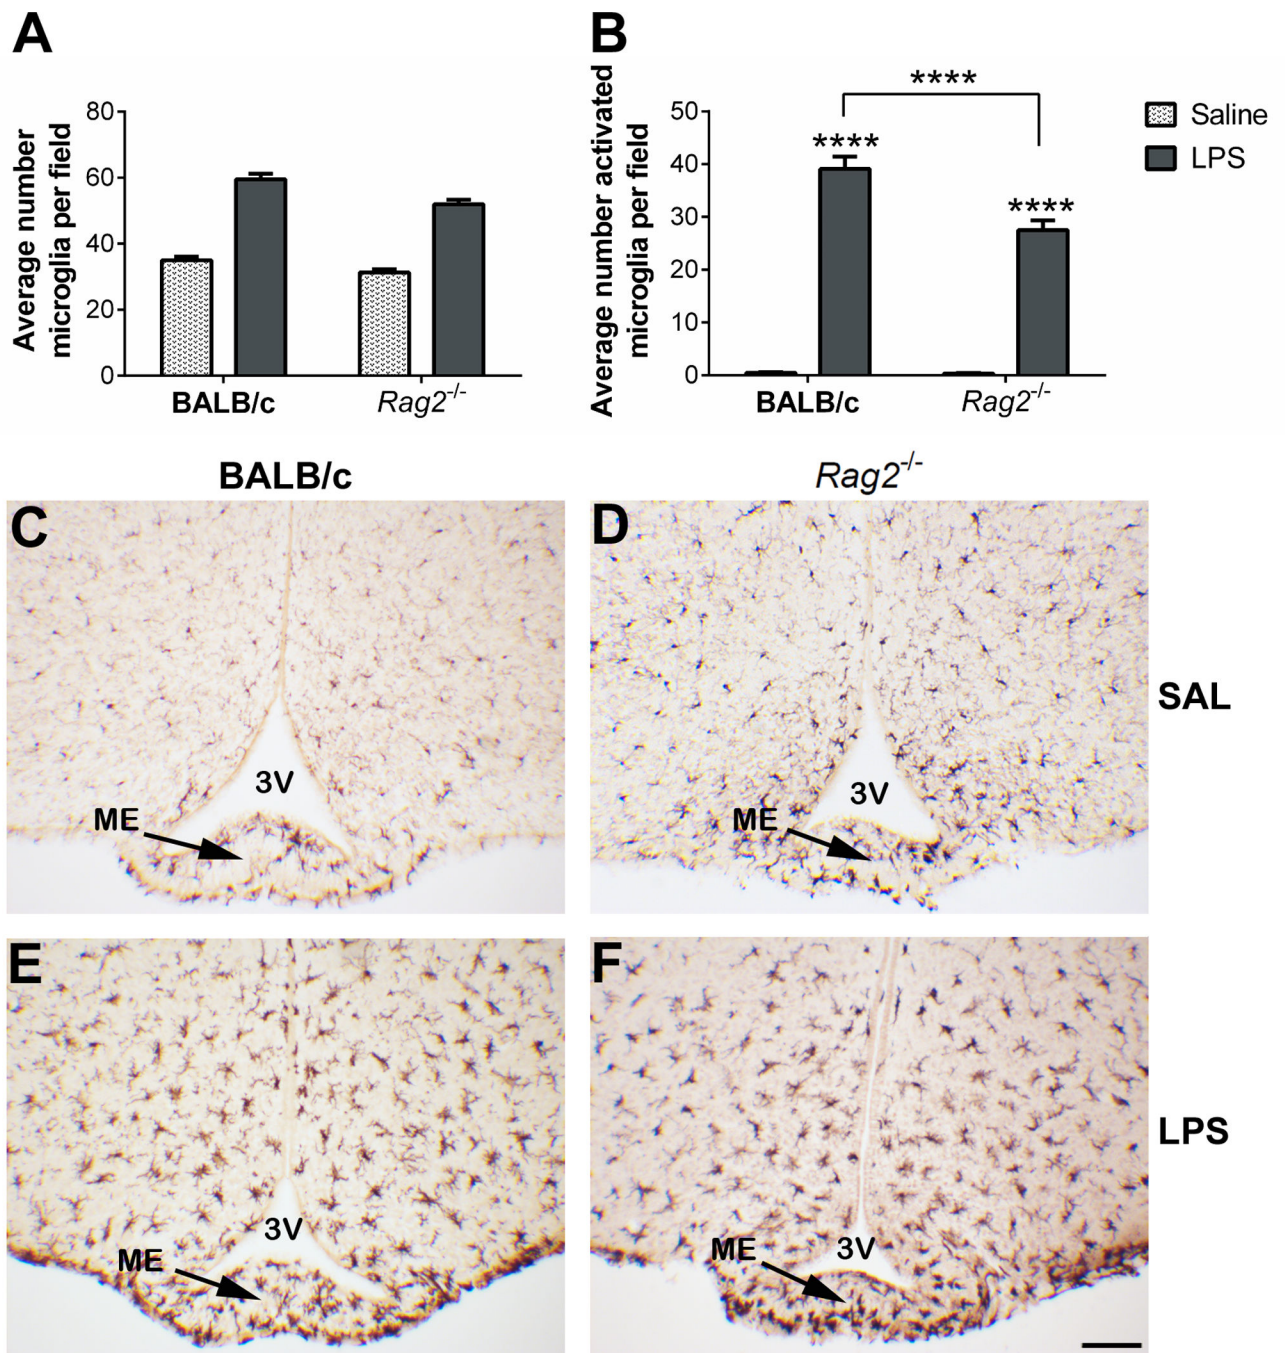 A
Average number
microglia per field
80
60
40
20
0
BALB/c
Rag2-/-
B
Average number activated
microglia per field
50
40
30
20
10
0
****
****
****
BALB/c
Rag2-/-
Saline
LPS
BALB/c
Rag2-/-
C
3V
ME
D
3V
ME
SAL
E
3V
ME
F
3V
ME
LPS